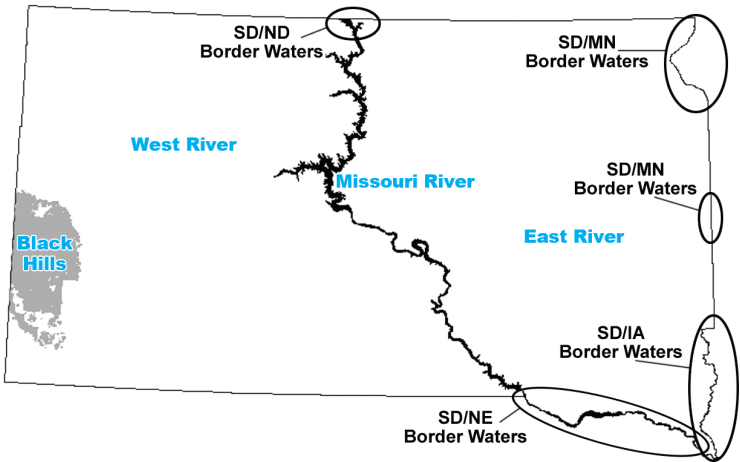 SD/ND
Border Waters
SD/MN
Border Waters
West River
Missouri River
SD/MN
Border Waters
Black
Hills
East River
SD/IA
Border Waters
SD/NE
Border Waters